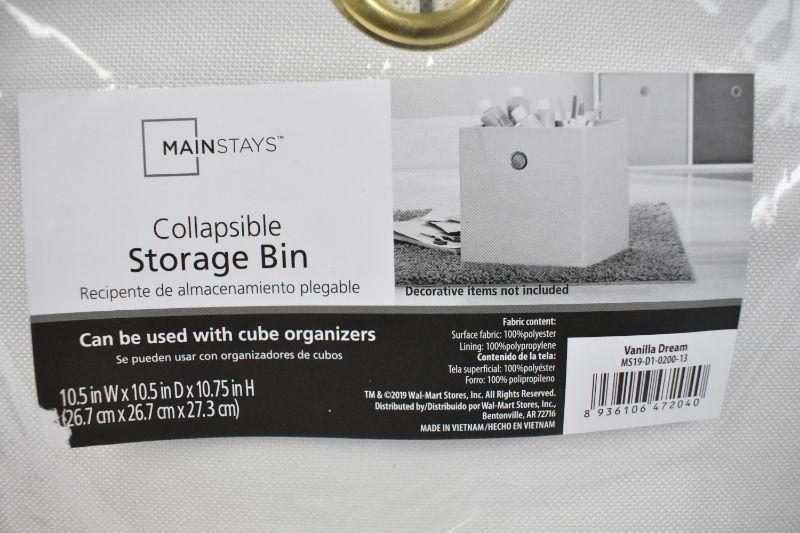 MAINSTAYS™
Collapsible
Storage Bin
Recipente de almacenamiento plegable
Decorative items not included
Can be used with cube organizers
Se pueden usar con organizadores de cubos
10.5 in W x 10.5 in D x 10.75 in H
(26.7 cm x 26.7 cm x 27.3 cm)
Fabric content:
Surface fabric: 100%polyester
Lining: 100%polypropylene
Contenido de la tela:
Tela superficial: 100%polyéster
Forro: 100% polipropileno
TM & ©2019 Wal-Mart Stores, Inc. All Rights Reserved.
Distributed by/Distribuido por Wal-Mart Stores, Inc.,
Bentonville, AR 72716
MADE IN VIETNAM/HECHO EN VIETNAM
Vanilla Dream
MS19-D1-0200-13
8 936106 472040